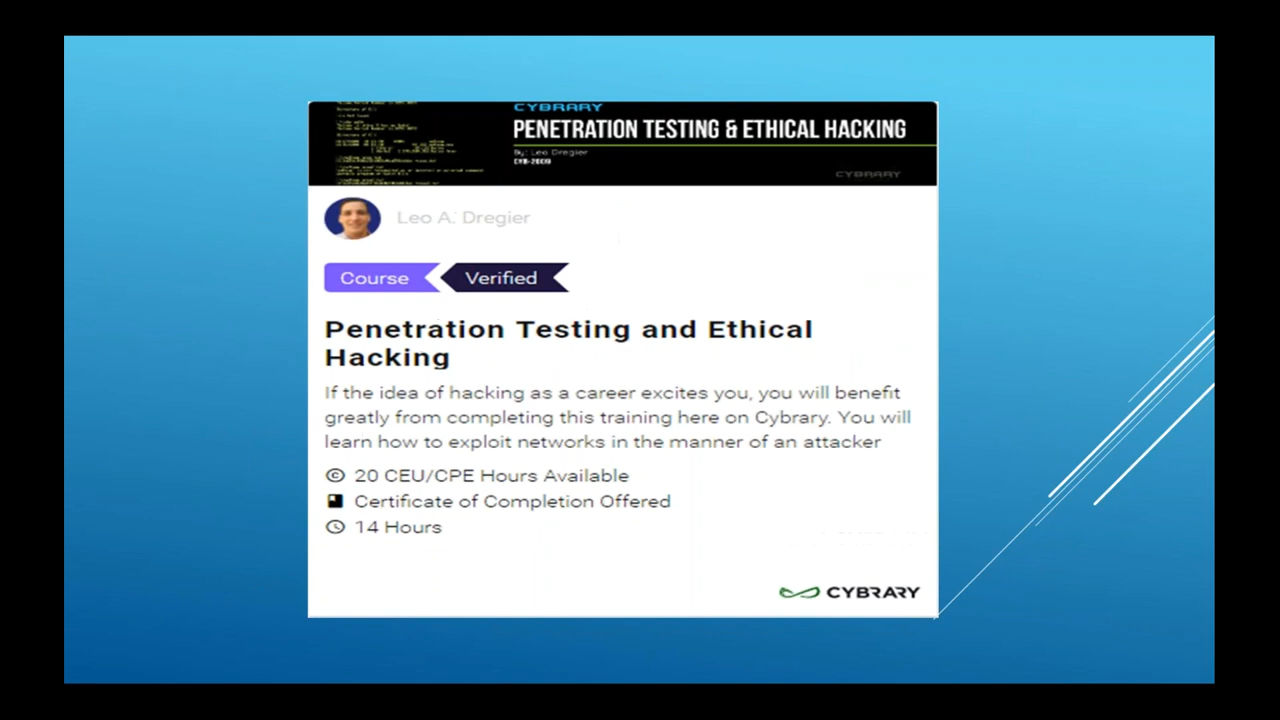 CYBRARY
PENETRATION TESTING & ETHICAL HACKING
By: Leo Dregier
CYB-2009
CYBRARY
Leo A. Dregier
Course
Verified
Penetration Testing and Ethical
Hacking
If the idea of hacking as a career excites you, you will benefit
greatly from completing this training here on Cybrary. You will
learn how to exploit networks in the manner of an attacker
20 CEU/CPE Hours Available
Certificate of Completion Offered
14 Hours
CYBRARY